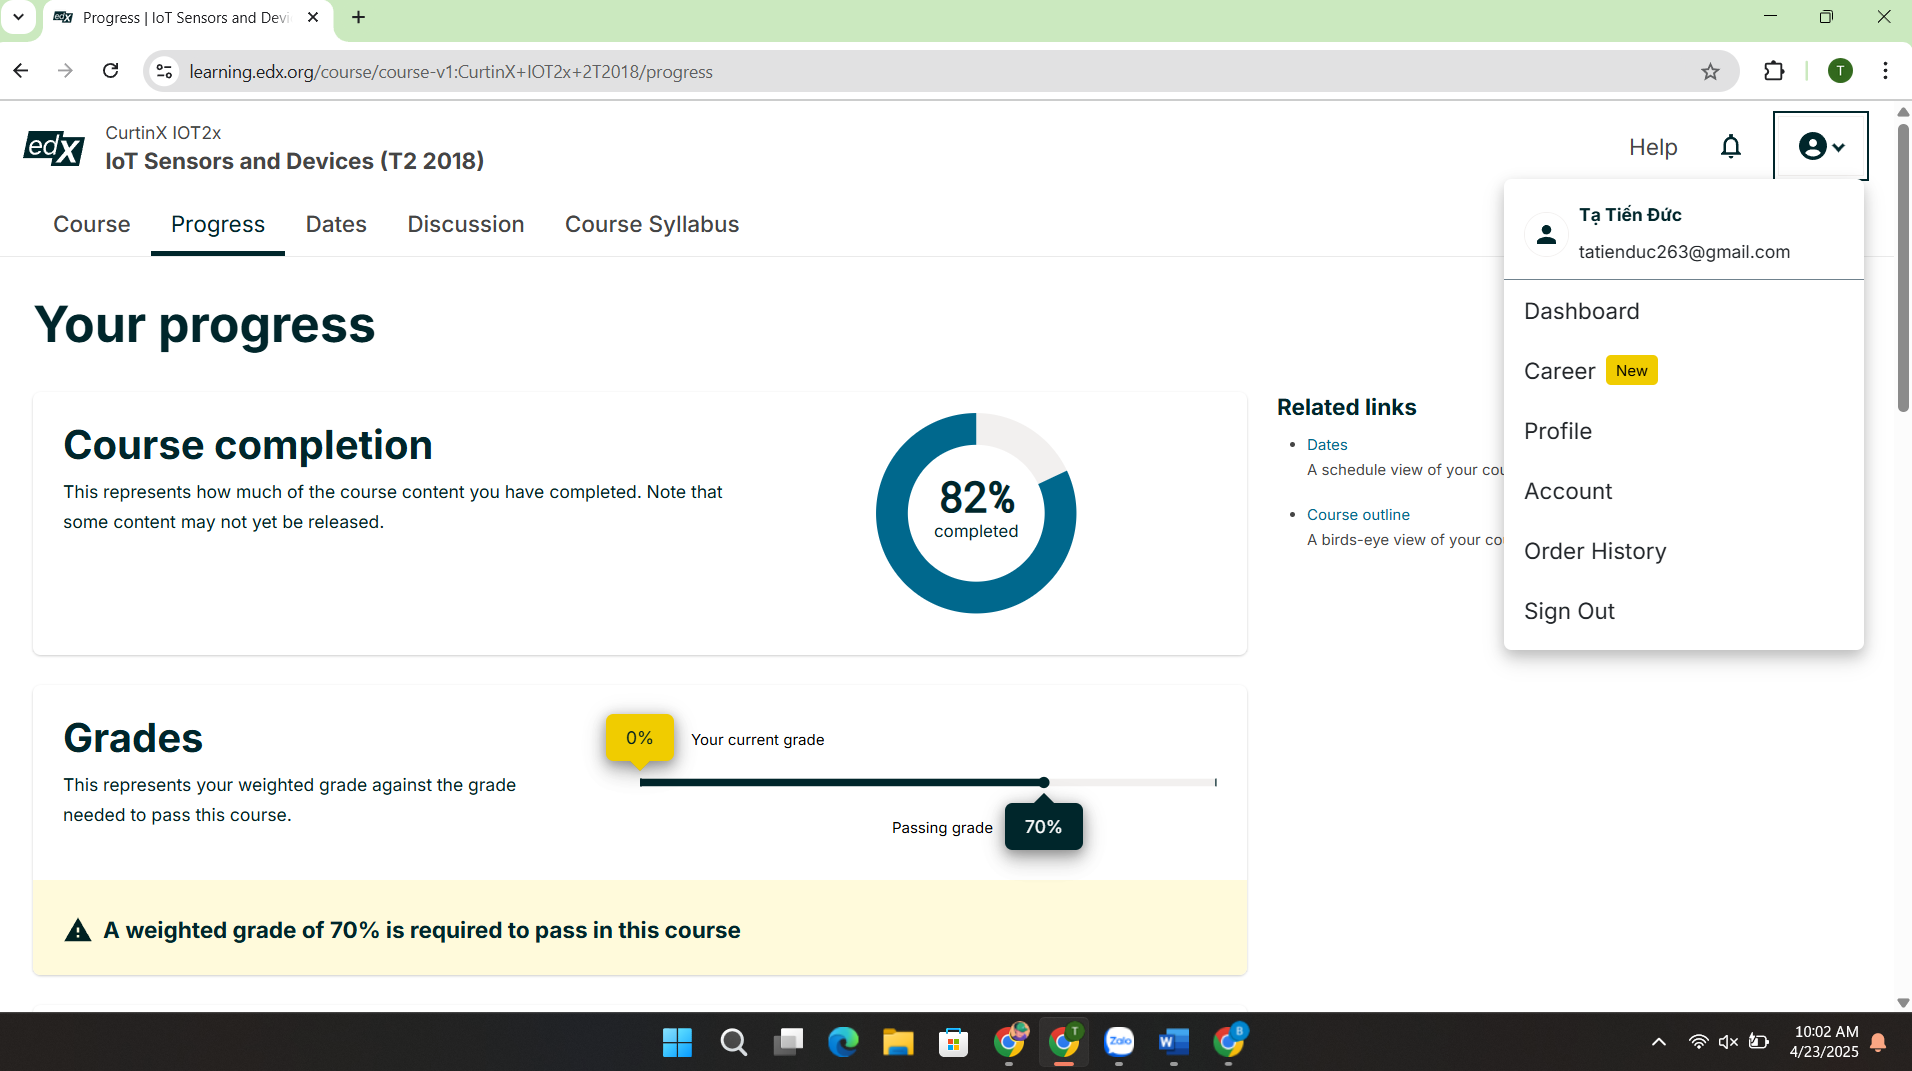 edX
Progress | IoT Sensors and Devi
learning.edx.org/course/course-v1:CurtinX+IOT2x+2T2018/progress
T
edX
CurtinX IOT2x
IoT Sensors and Devices (T2 2018)
Help
Course
Progress
Dates
Discussion
Course Syllabus
Tạ Tiến Đức
tatienduc263@gmail.com
Dashboard
Career New
Profile
Account
Order History
Sign Out
Your progress
Course completion
This represents how much of the course content you have completed. Note that
some content may not yet be released.
82%
completed
Related links
Dates
A schedule view of your cou
Course outline
A birds-eye view of your co
Grades
This represents your weighted grade against the grade
needed to pass this course.
0%
Your current grade
Passing grade
70%
A weighted grade of 70% is required to pass in this course
T
Zalo
W
B
10:02 AM
4/23/2025